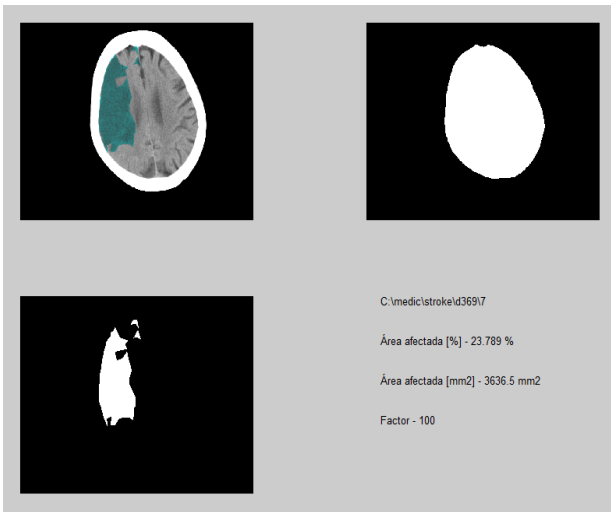 C:\medic\stroke\d369\7
Área afectada [%] - 23.789 %
Área afectada [mm2] - 3636.5 mm2
Factor - 100